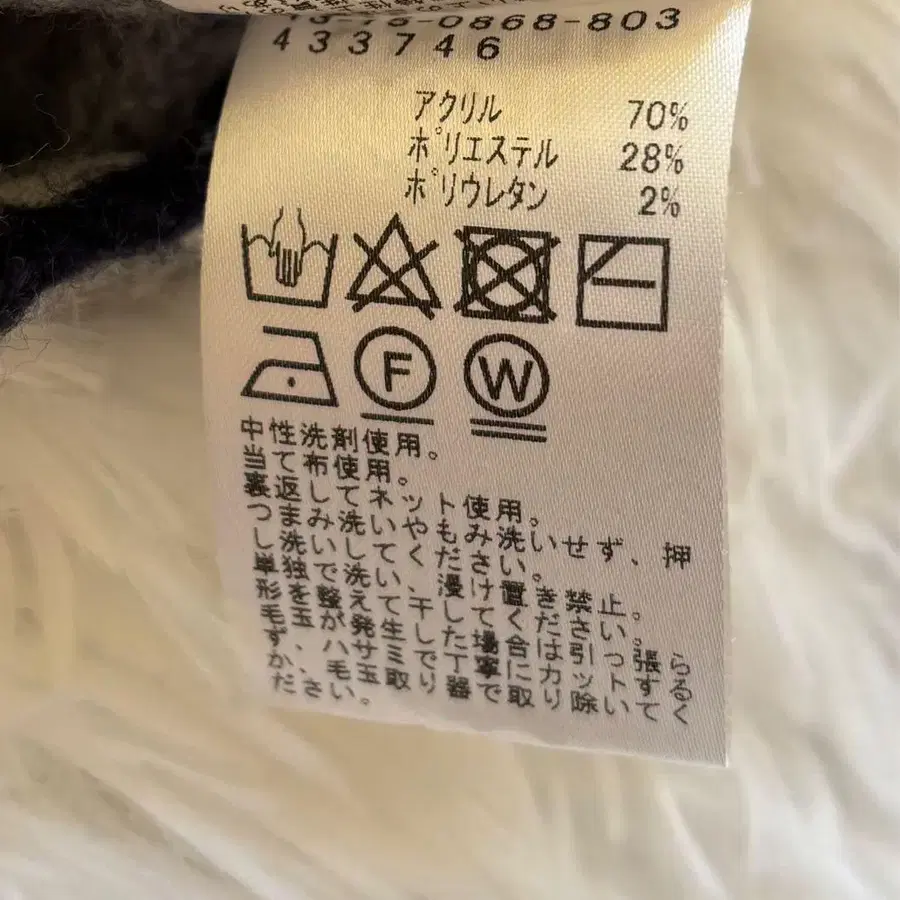 0868-803
433746
アクリル 70%
ポリエステル 28%
ポリウレタン 2%
F W
中性洗剤使用。
当て布使用。
裏返してネット使用。
つまみ洗いやもみ洗いせず、押
し洗いしてください。
単独で洗い、浸け置き禁止。
形を整えて干してください。
毛玉が発生した場合は引っ張ら
ず、ハサミで丁寧にカットする
か、毛玉取り器で取り除いてく
ださい。